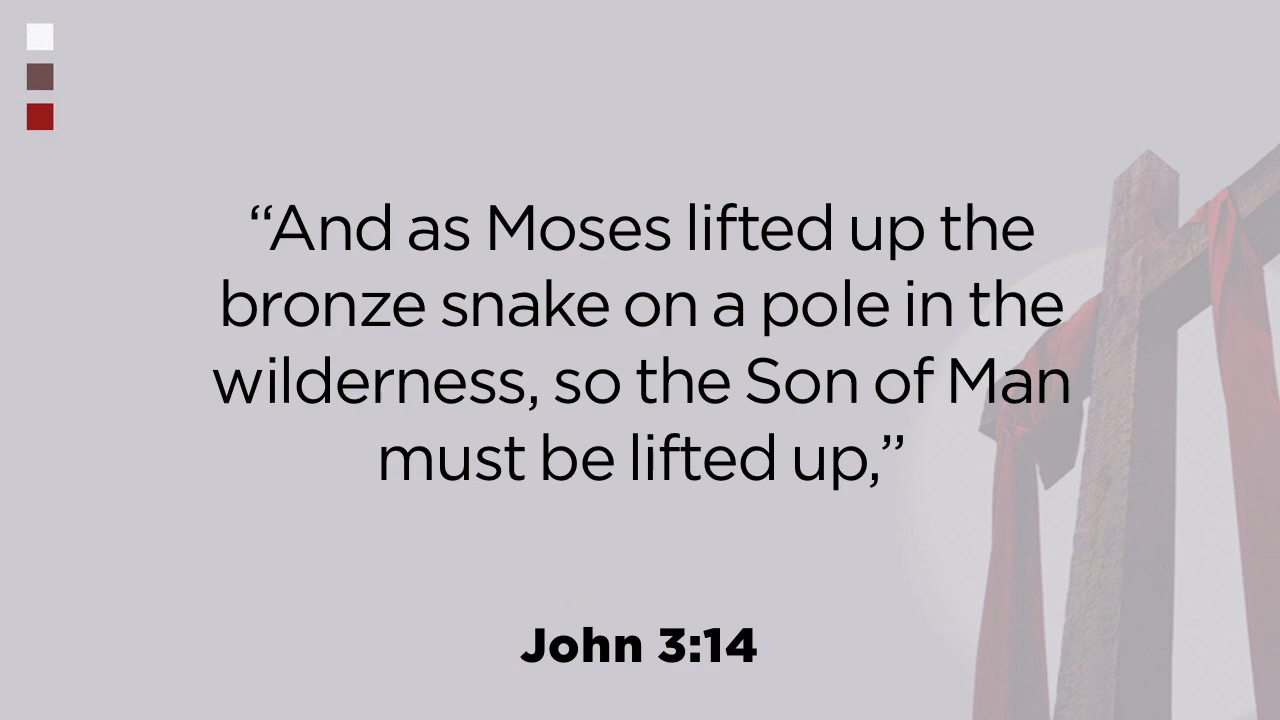 “And as Moses lifted up the
bronze snake on a pole in the
wilderness, so the Son of Man
must be lifted up,”
John 3:14